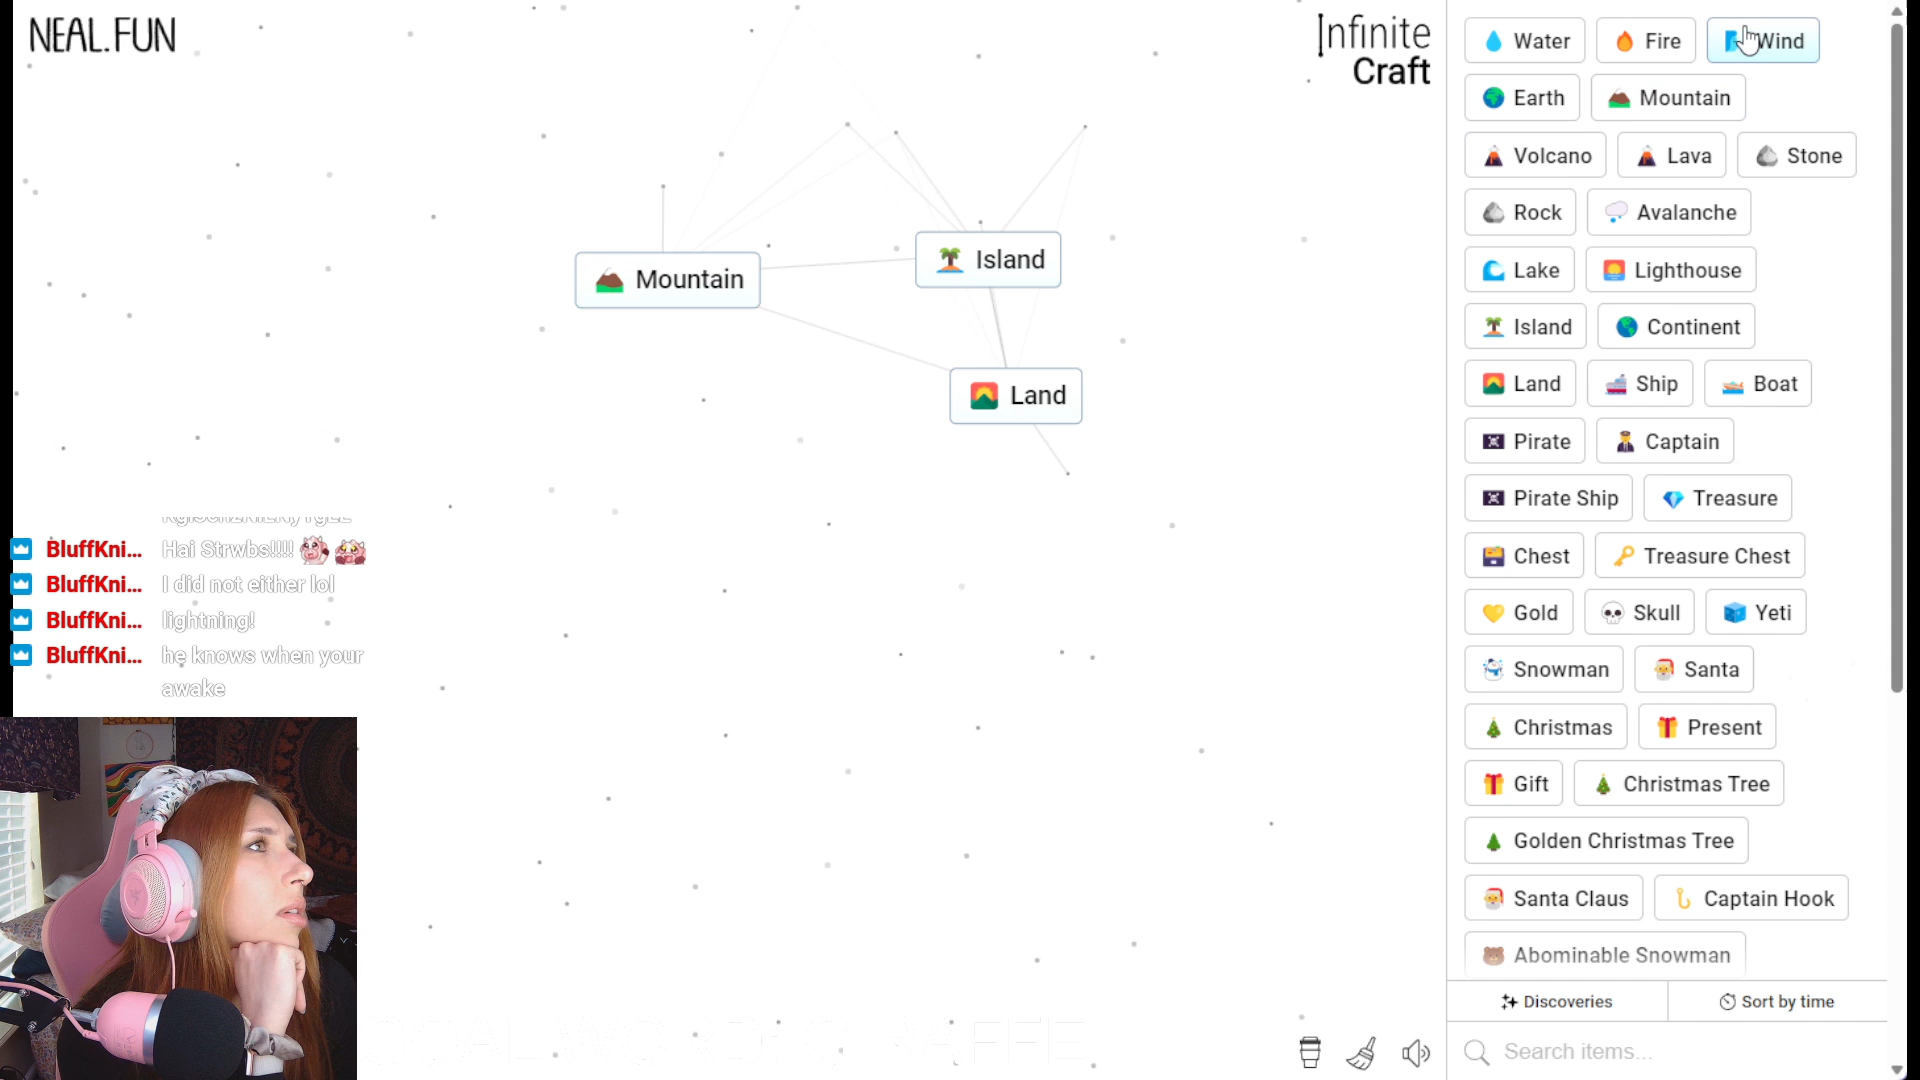 NEAL.FUN
Infinite
Craft
Mountain
Island
Land
BluffKni... Hai Strwbs!!!!
BluffKni... I did not either lol
BluffKni... lightning!
BluffKni... he knows when your
awake
Water Fire Wind
Earth Mountain
Volcano Lava Stone
Rock Avalanche
Lake Lighthouse
Island Continent
Land Ship Boat
Pirate Captain
Pirate Ship Treasure
Chest Treasure Chest
Gold Skull Yeti
Snowman Santa
Christmas Present
Gift Christmas Tree
Golden Christmas Tree
Santa Claus Captain Hook
Abominable Snowman
Discoveries Sort by time
Search items...